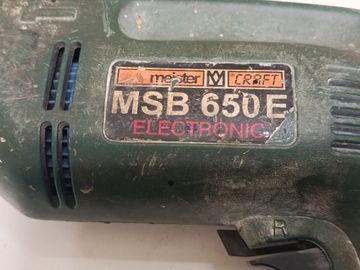 meister M CRAFT
MSB 650 E
ELECTRONIC
R